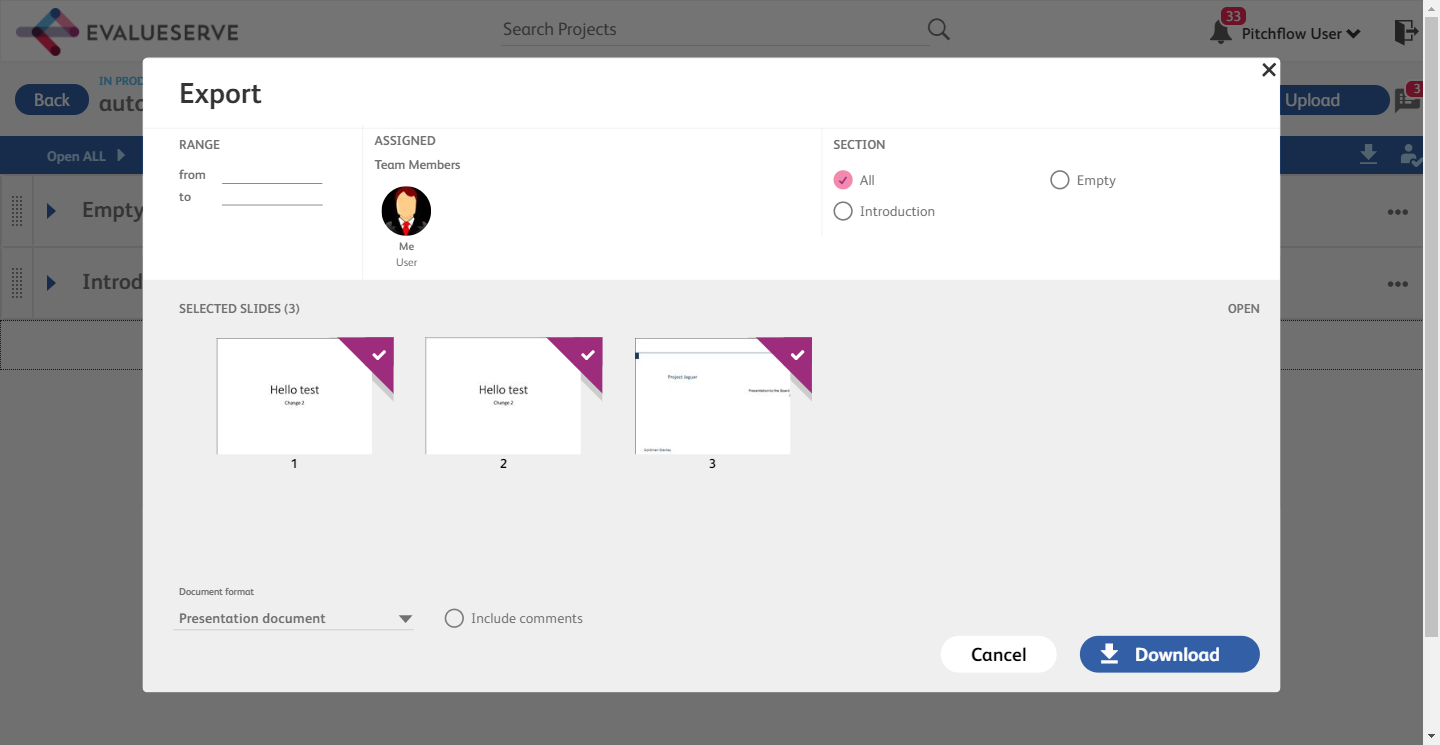 EVALUESERVE
Search Projects
33
Pitchflow User
Back
IN PROD
auto
Upload
3
Open ALL
Empty
Introd
Export
RANGE
from
to
ASSIGNED
Team Members
Me
User
SECTION
All
Empty
Introduction
SELECTED SLIDES (3)
OPEN
Hello test
Change 2
1
Hello test
Change 2
2
Project Jaguar
Presentation to the Board
3
Document format
Presentation document
Include comments
Cancel
Download